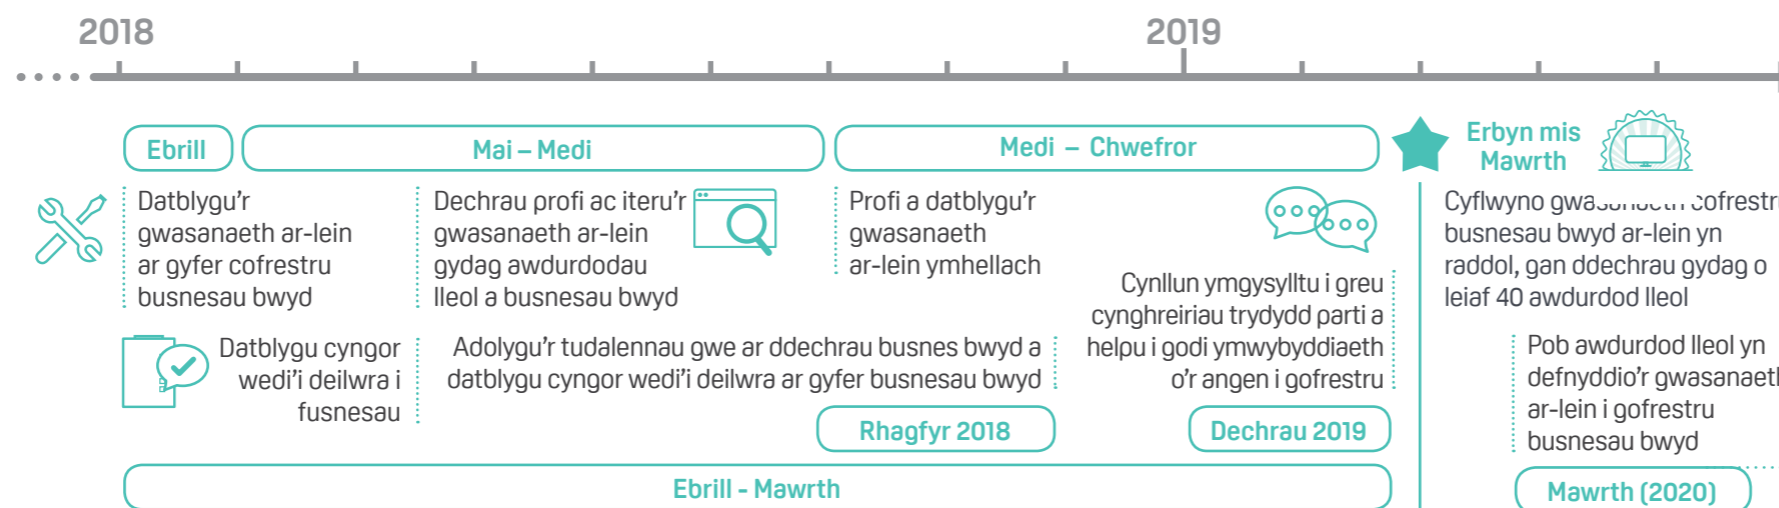 2018
2019
Ebrill
Mai – Medi
Medi – Chwefror
Erbyn mis
Mawrth
Datblygu'r
gwasanaeth ar-lein
ar gyfer cofrestru
busnesau bwyd
Dechrau profi ac iteru'r
gwasanaeth ar-lein
gydag awdurdodau
lleol a busnesau bwyd
Profi a datblygu'r
gwasanaeth
ar-lein ymhellach
Cynllun ymgysylltu i greu
cynghreiriau trydydd parti a
helpu i godi ymwybyddiaeth
o'r angen i gofrestru
Cyflwyno gwasanaeth cofrestru
busnesau bwyd ar-lein yn
raddol, gan ddechrau gydag o
leiaf 40 awdurdod lleol
Datblygu cyngor
wedi'i deilwra i
fusnesau
Adolygu'r tudalennau gwe ar ddechrau busnes bwyd a
datblygu cyngor wedi'i deilwra ar gyfer busnesau bwyd
Pob awdurdod lleol yn
defnyddio'r gwasanaeth
ar-lein i gofrestru
busnesau bwyd
Rhagfyr 2018
Dechrau 2019
Ebrill - Mawrth
Mawrth (2020)